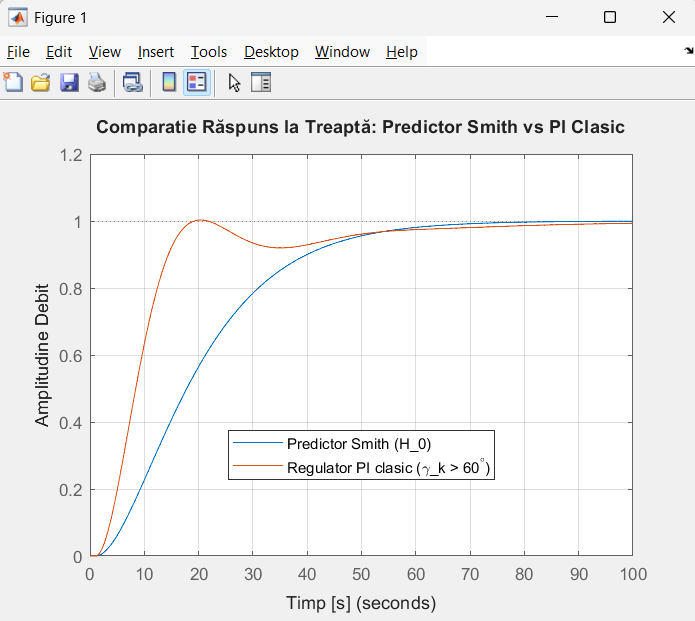 Figure 1
File Edit View Insert Tools Desktop Window Help
Comparatie Răspuns la Treaptă: Predictor Smith vs PI Clasic
1.2
1
0.8
0.6
0.4
0.2
0
Amplitudine Debit
Predictor Smith (H_0)
Regulator PI clasic (γ_k > 60°)
0 10 20 30 40 50 60 70 80 90 100
Timp [s] (seconds)